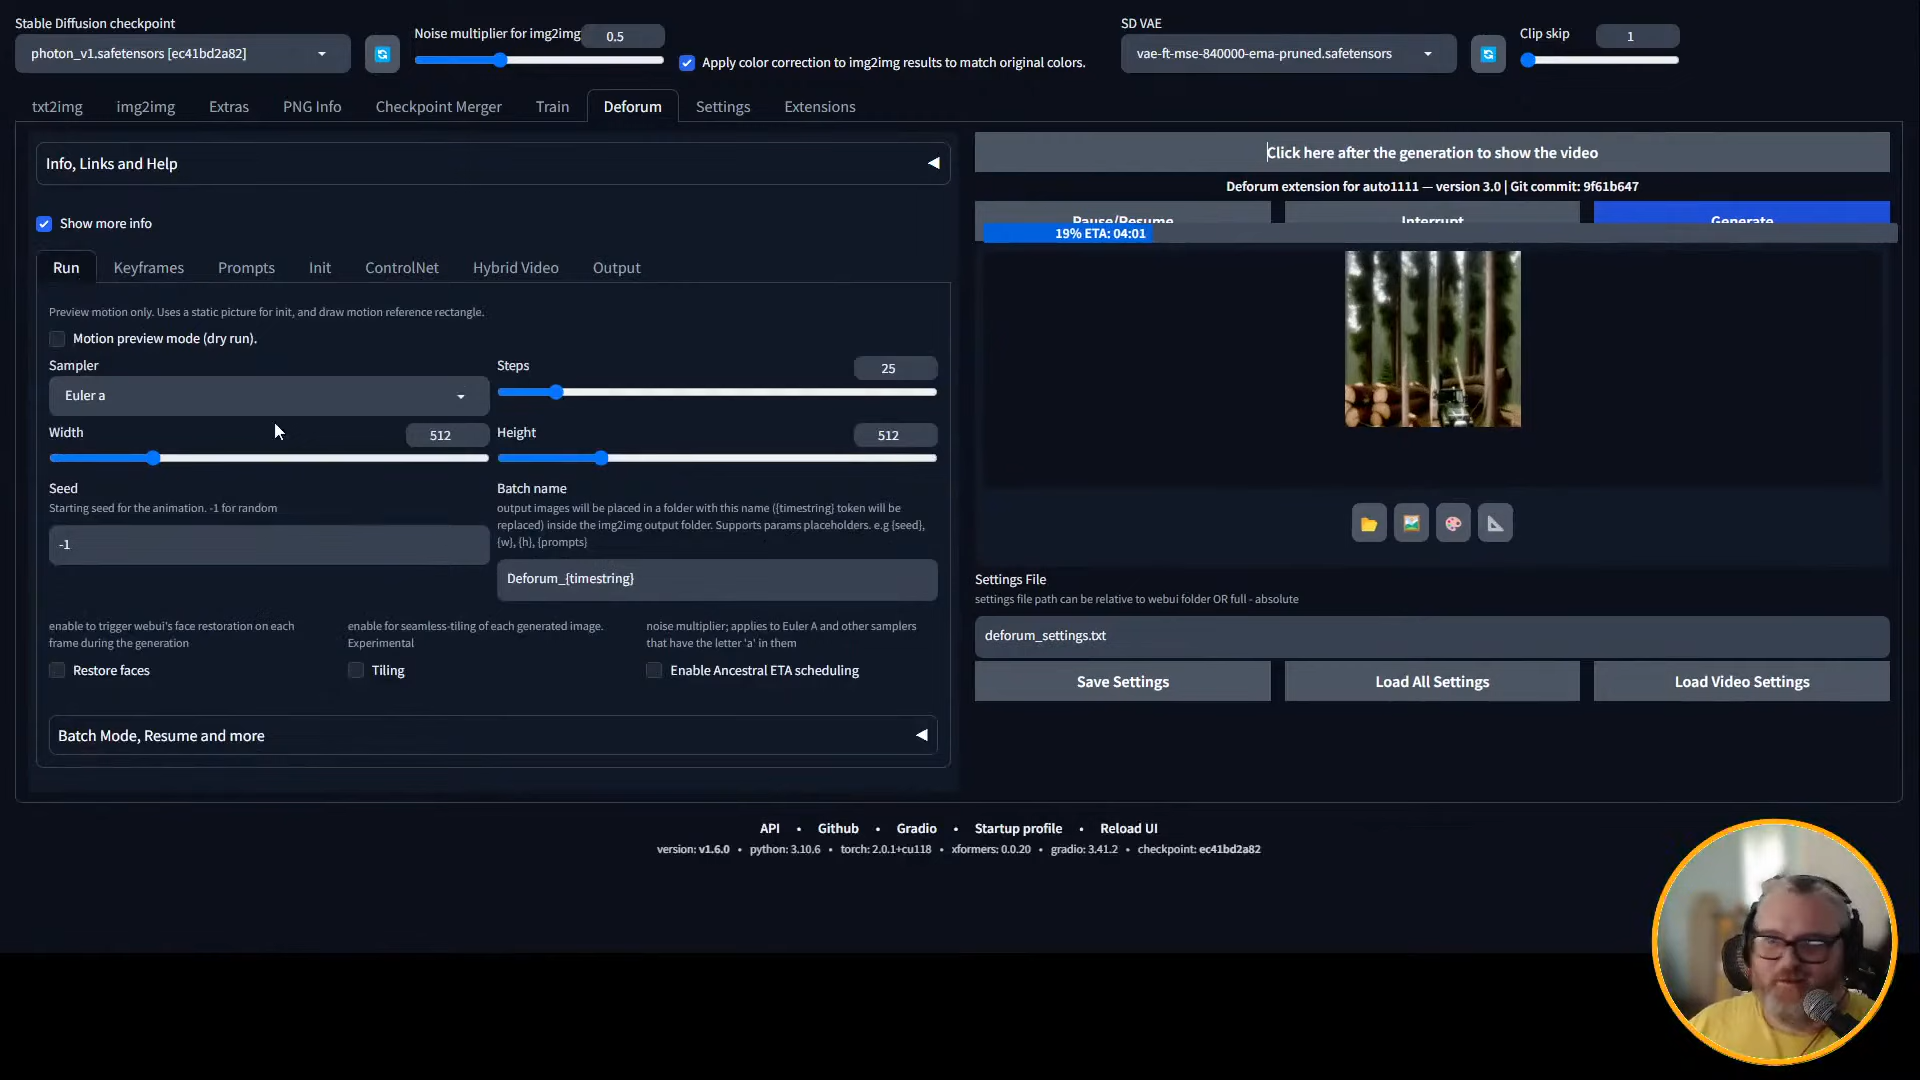 Stable Diffusion checkpoint
photon_v1.safetensors [ec41bd2a82]
Noise multiplier for img2img
0.5
Apply color correction to img2img results to match original colors.
SD VAE
vae-ft-mse-840000-ema-pruned.safetensors
Clip skip
1
txt2img
img2img
Extras
PNG Info
Checkpoint Merger
Train
Deforum
Settings
Extensions
Info, Links and Help
Show more info
Run
Keyframes
Prompts
Init
ControlNet
Hybrid Video
Output
Preview motion only. Uses a static picture for init, and draw motion reference rectangle.
Motion preview mode (dry run).
Sampler
Euler a
Steps
25
Width
512
Height
512
Seed
Starting seed for the animation. -1 for random
-1
Batch name
output images will be placed in a folder with this name ({timestring} token will be
replaced) inside the img2img output folder. Supports params placeholders. e.g {seed},
{w}, {h}, {prompts}
Deforum_{timestring}
enable to trigger webui's face restoration on each
frame during the generation
Restore faces
enable for seamless-tiling of each generated image.
Experimental
Tiling
noise multiplier; applies to Euler A and other samplers
that have the letter 'a' in them
Enable Ancestral ETA scheduling
Batch Mode, Resume and more
Click here after the generation to show the video
Deforum extension for auto1111 — version 3.0 | Git commit: 9f61b647
Pause/Resume
Interrupt
Generate
19% ETA: 04:01
Settings File
settings file path can be relative to webui folder OR full - absolute
deforum_settings.txt
Save Settings
Load All Settings
Load Video Settings
API • Github • Gradio • Startup profile • Reload UI
version: v1.6.0 • python: 3.10.6 • torch: 2.0.1+cu118 • xformers: 0.0.20 • gradio: 3.41.2 • checkpoint: ec41bd2a82